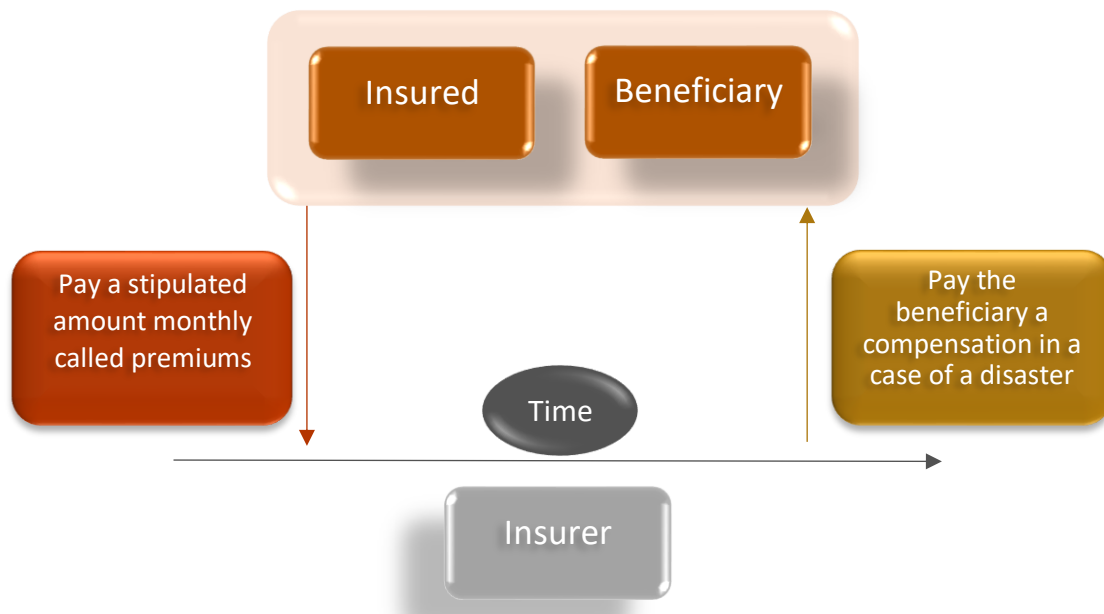 Insured
Beneficiary
Pay a stipulated
amount monthly
called premiums
Pay the
beneficiary a
compensation in a
case of a disaster
Time
Insurer